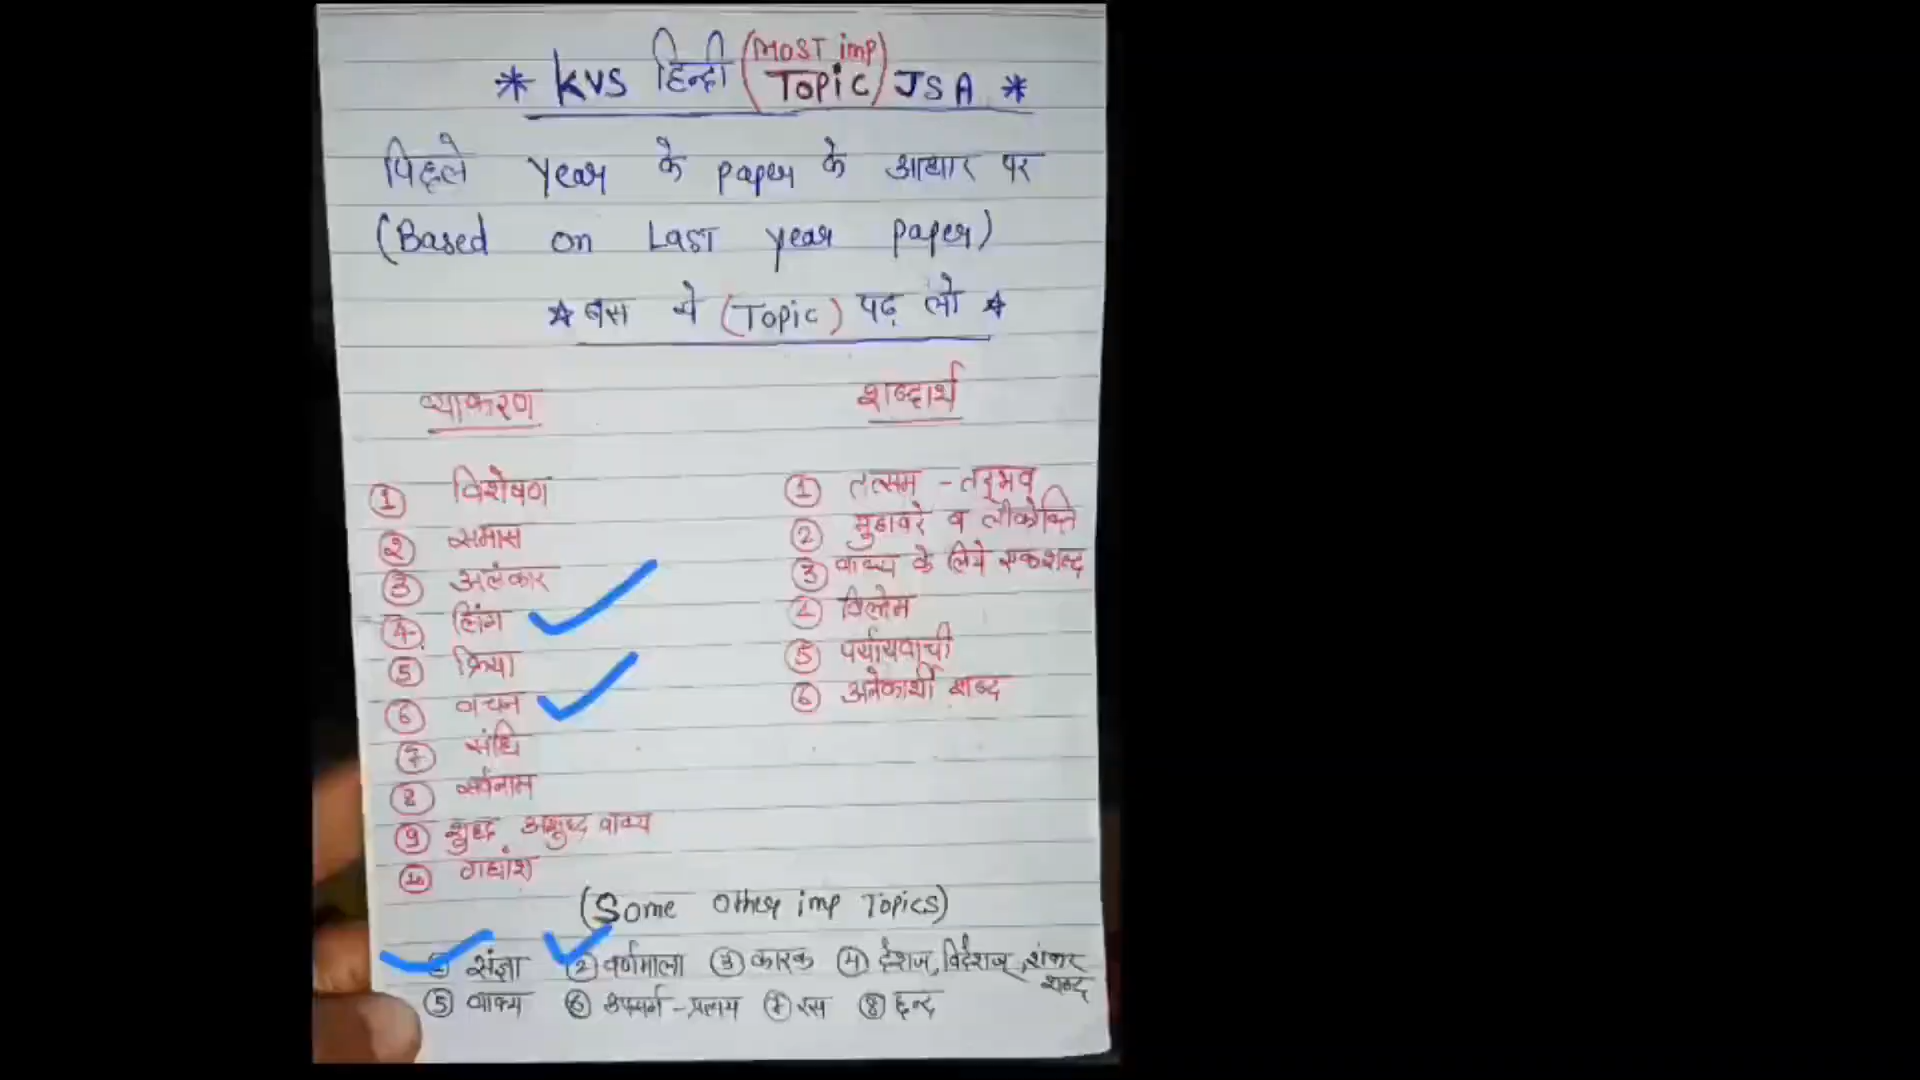 * KVS हिन्दी (MOST imp TOPIC) JSA *
पिछले year के paper के आधार पर
(Based on Last year paper)
* बस ये (Topic) पढ़ लो *
व्याकरण
① विशेषण
② समास
③ अलंकार
④ लिंग
⑤ क्रिया
⑥ वचन
⑦ संधि
⑧ सर्वनाम
⑨ शुद्ध अशुद्ध वाक्य
⑩ गद्यांश
शब्दार्थ
① तत्सम - तद्भव
② मुहावरे व लोकोक्ति
③ वाक्य के लिये एकशब्द
④ विलोम
⑤ पर्यायवाची
⑥ अनेकार्थी शब्द
(Some other imp Topics)
① संज्ञा ② वर्णमाला ③ कारक ④ देशज, विदेशज, शंकर शब्द
⑤ वाक्य ⑥ उपसर्ग - प्रत्यय ⑦ रस ⑧ छन्द